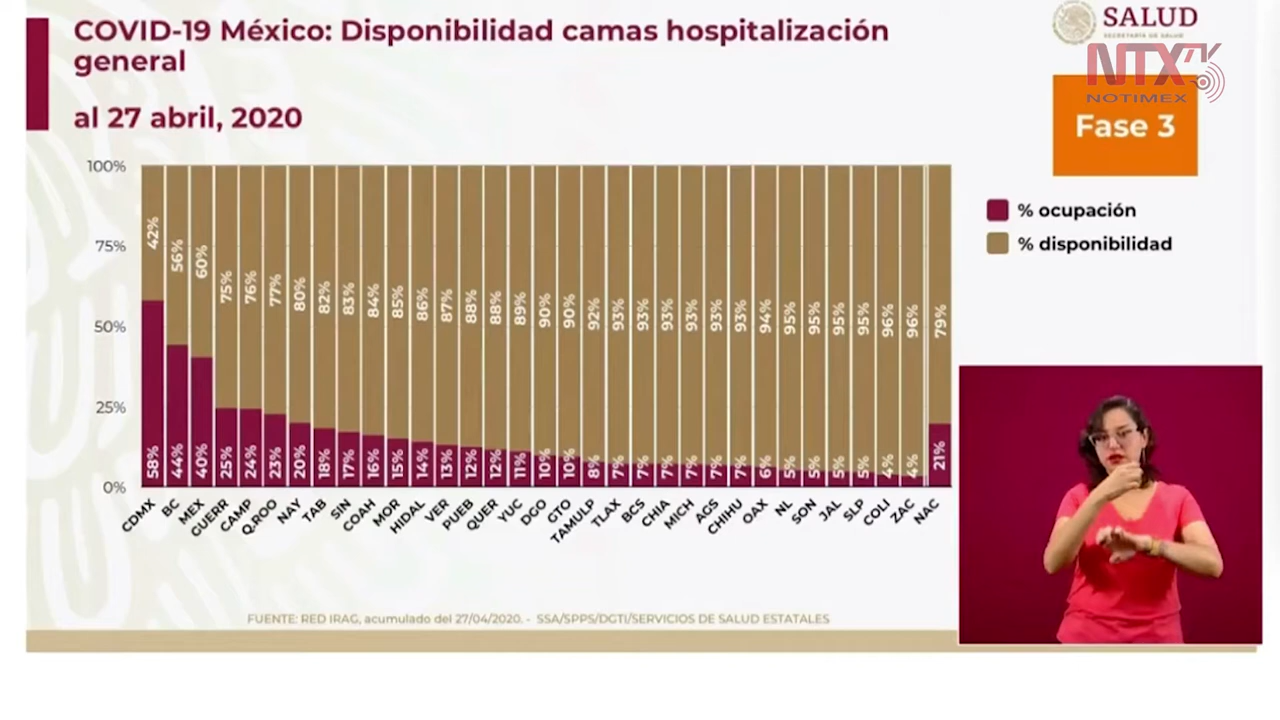 COVID-19 México: Disponibilidad camas hospitalización
general
al 27 abril, 2020
SALUD
SECRETARÍA DE SALUD
NTX
NOTIMEX
Fase 3
% ocupación
% disponibilidad
100%
75%
50%
25%
0%
42% 56% 60% 75% 76% 77% 80% 82% 83% 84% 85% 86% 87% 88% 88% 89% 90% 90% 92% 93% 93% 93% 93% 93% 93% 94% 95% 95% 95% 95% 96% 96% 79%
58% 44% 40% 25% 24% 23% 20% 18% 17% 16% 15% 14% 13% 12% 12% 11% 10% 10% 8% 7% 7% 7% 7% 7% 7% 6% 5% 5% 5% 5% 4% 4% 21%
CDMX BC MEX GUERR CAMP Q.ROO NAY TAB SIN COAH MOR HIDAL VER PUEB QUER YUC DGO GTO TAMULP TLAX BCS CHIA MICH AGS CHIHU OAX NL SON JAL SLP COLI ZAC NAC
FUENTE: RED IRAG, acumulado del 27/04/2020. - SSA/SPPS/DGTI/SERVICIOS DE SALUD ESTATALES